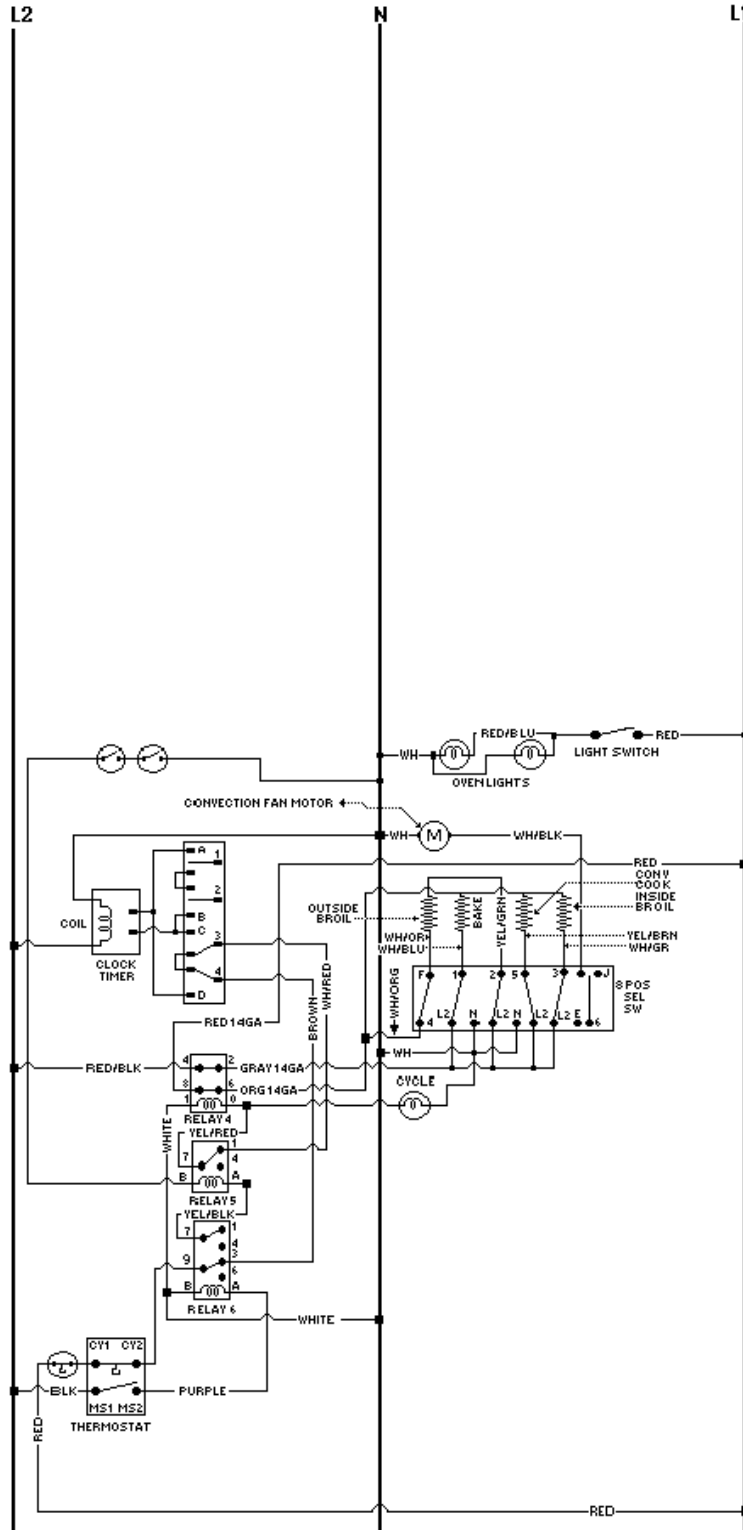 L2 N L1
RED/BLU
WH RED
LIGHT SWITCH
OVEN LIGHTS
CONVECTION FAN MOTOR
WH M WH/BLK
A
1
RED
CONV
COOK
INSIDE
BROIL
2
OUTSIDE
BROIL
BAKE
YEL/GRN
B
COIL C
3
WH/OR
WH/BLU
YEL/BRN
WH/GR
CLOCK
TIMER
4
WH/RED
F 1 2 5 3 J
8 POS
SEL
SW
D
BROWN
WH/ORG
RED 14GA
4 L2 N L2 N L2 L2 E 6
WH
RED/BLK 4 2 GRAY 14GA
8 6 ORG 14GA
CYCLE
1 0
RELAY 4
WHITE
YEL/RED
1
7 4
B A
RELAY 5
YEL/BLK
7 1
4
3
9
6
B A
RELAY 6
WHITE
CY1 CY2
BLK PURPLE
MS1 MS2
RED
THERMOSTAT
RED